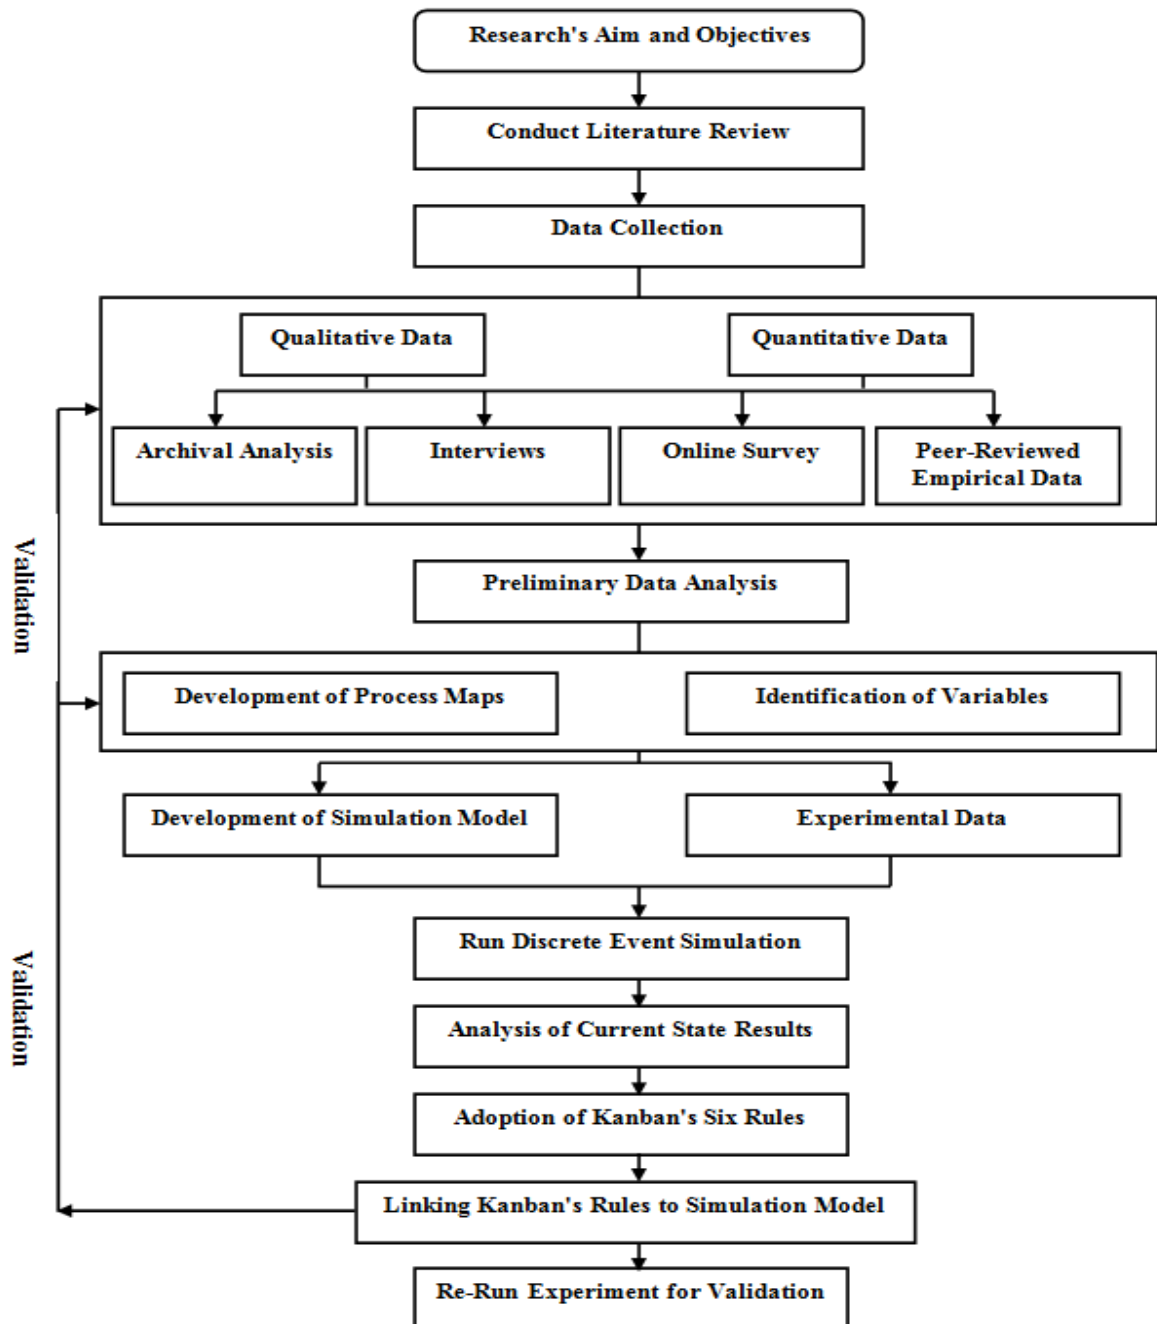 Research's Aim and Objectives
Conduct Literature Review
Data Collection
Qualitative Data
Quantitative Data
Archival Analysis
Interviews
Online Survey
Peer-Reviewed
Empirical Data
Validation
Preliminary Data Analysis
Development of Process Maps
Identification of Variables
Development of Simulation Model
Experimental Data
Run Discrete Event Simulation
Validation
Analysis of Current State Results
Adoption of Kanban's Six Rules
Linking Kanban's Rules to Simulation Model
Re-Run Experiment for Validation